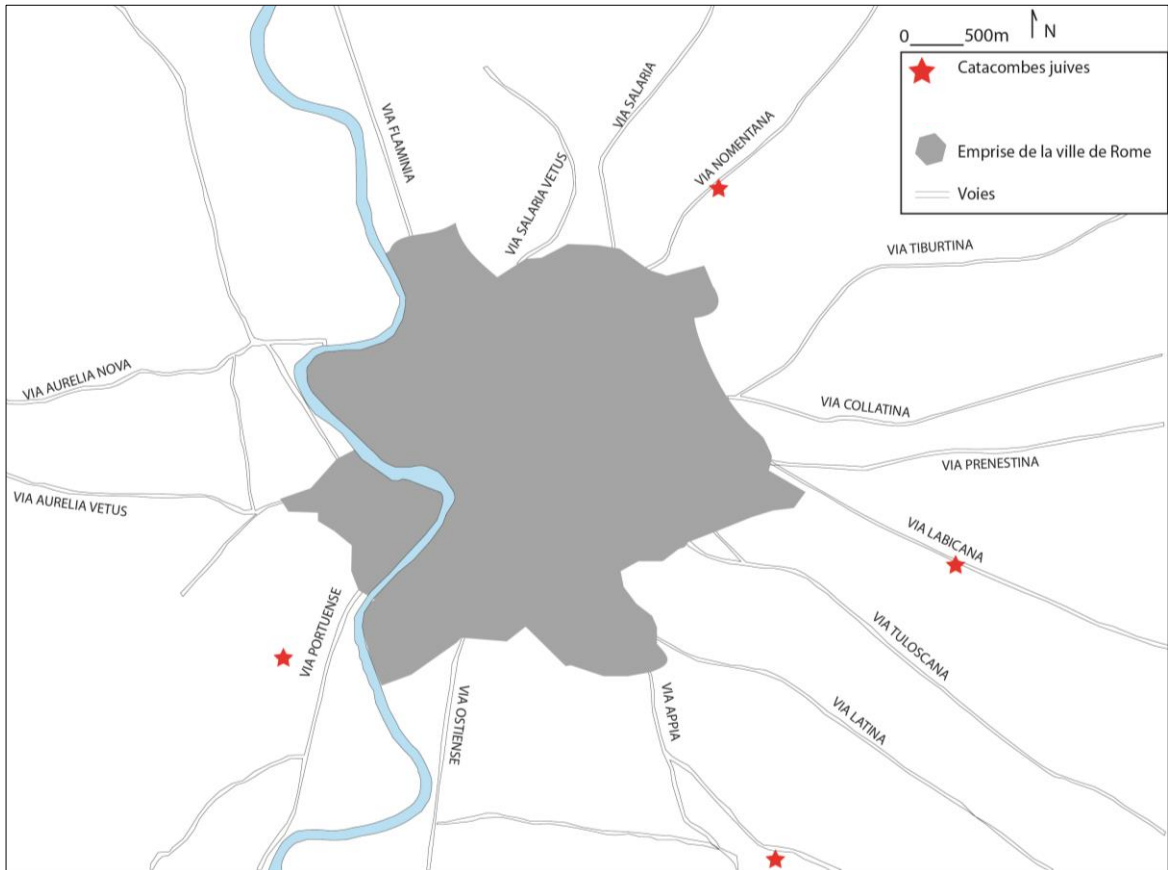 0 500m N
Catacombes juives
Emprise de la ville de Rome
Voies
VIA FLAMINIA
VIA SALARIA VETUS
VIA SALARIA
VIA NOMENTANA
VIA TIBURTINA
VIA AURELIA NOVA
VIA COLLATINA
VIA PRENESTINA
VIA AURELIA VETUS
VIA LABICANA
VIA PORTUENSE
VIA TULOSCANA
VIA OSTIENSE
VIA APPIA
VIA LATINA